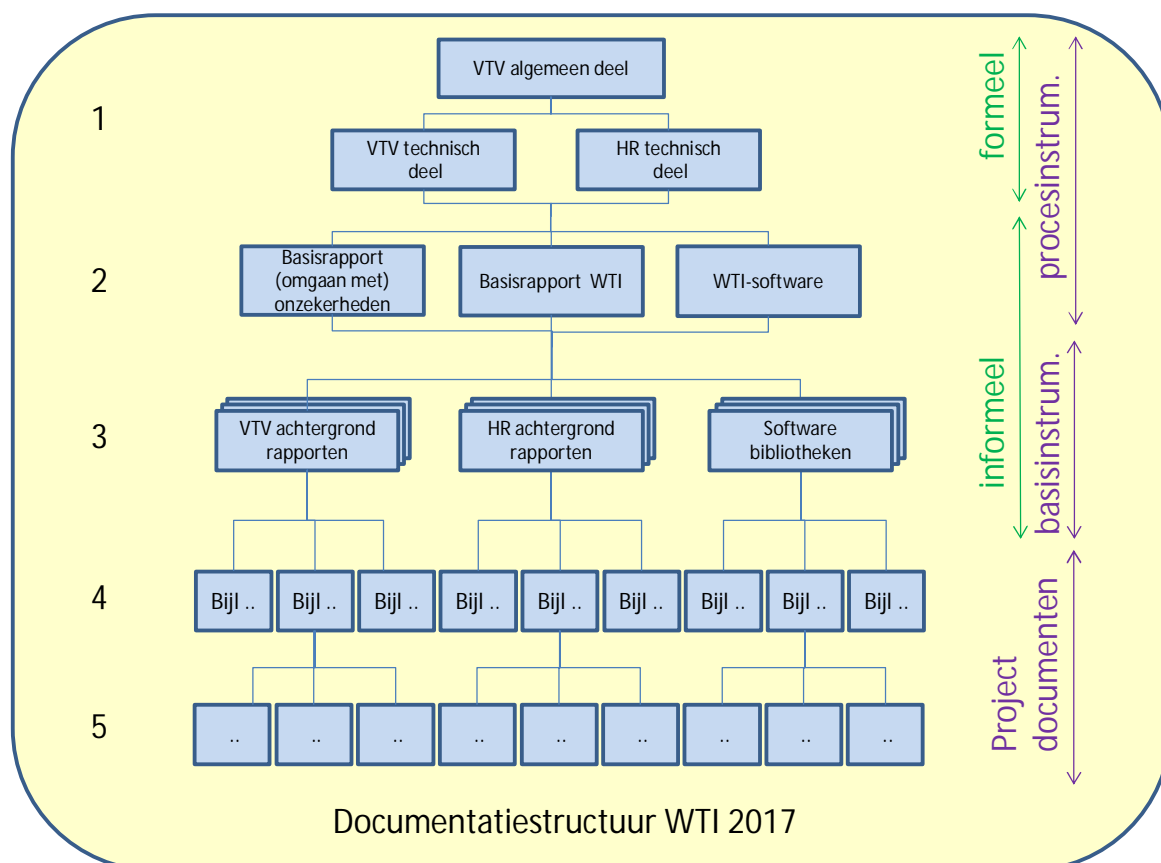 VTV algemeen deel
1
VTV technisch
deel
HR technisch
deel
formeel
procesinstrum.
2
Basisrapport
(omgaan met)
onzekerheden
Basisrapport WTI
WTI-software
informeel
basisinstrum.
3
VTV achtergrond
rapporten
HR achtergrond
rapporten
Software
bibliotheken
4
Bijl ..
Bijl ..
Bijl ..
Bijl ..
Bijl ..
Bijl ..
Bijl ..
Bijl ..
Bijl ..
Project
documenten
5
..
..
..
..
..
..
..
..
..
Documentatiestructuur WTI 2017